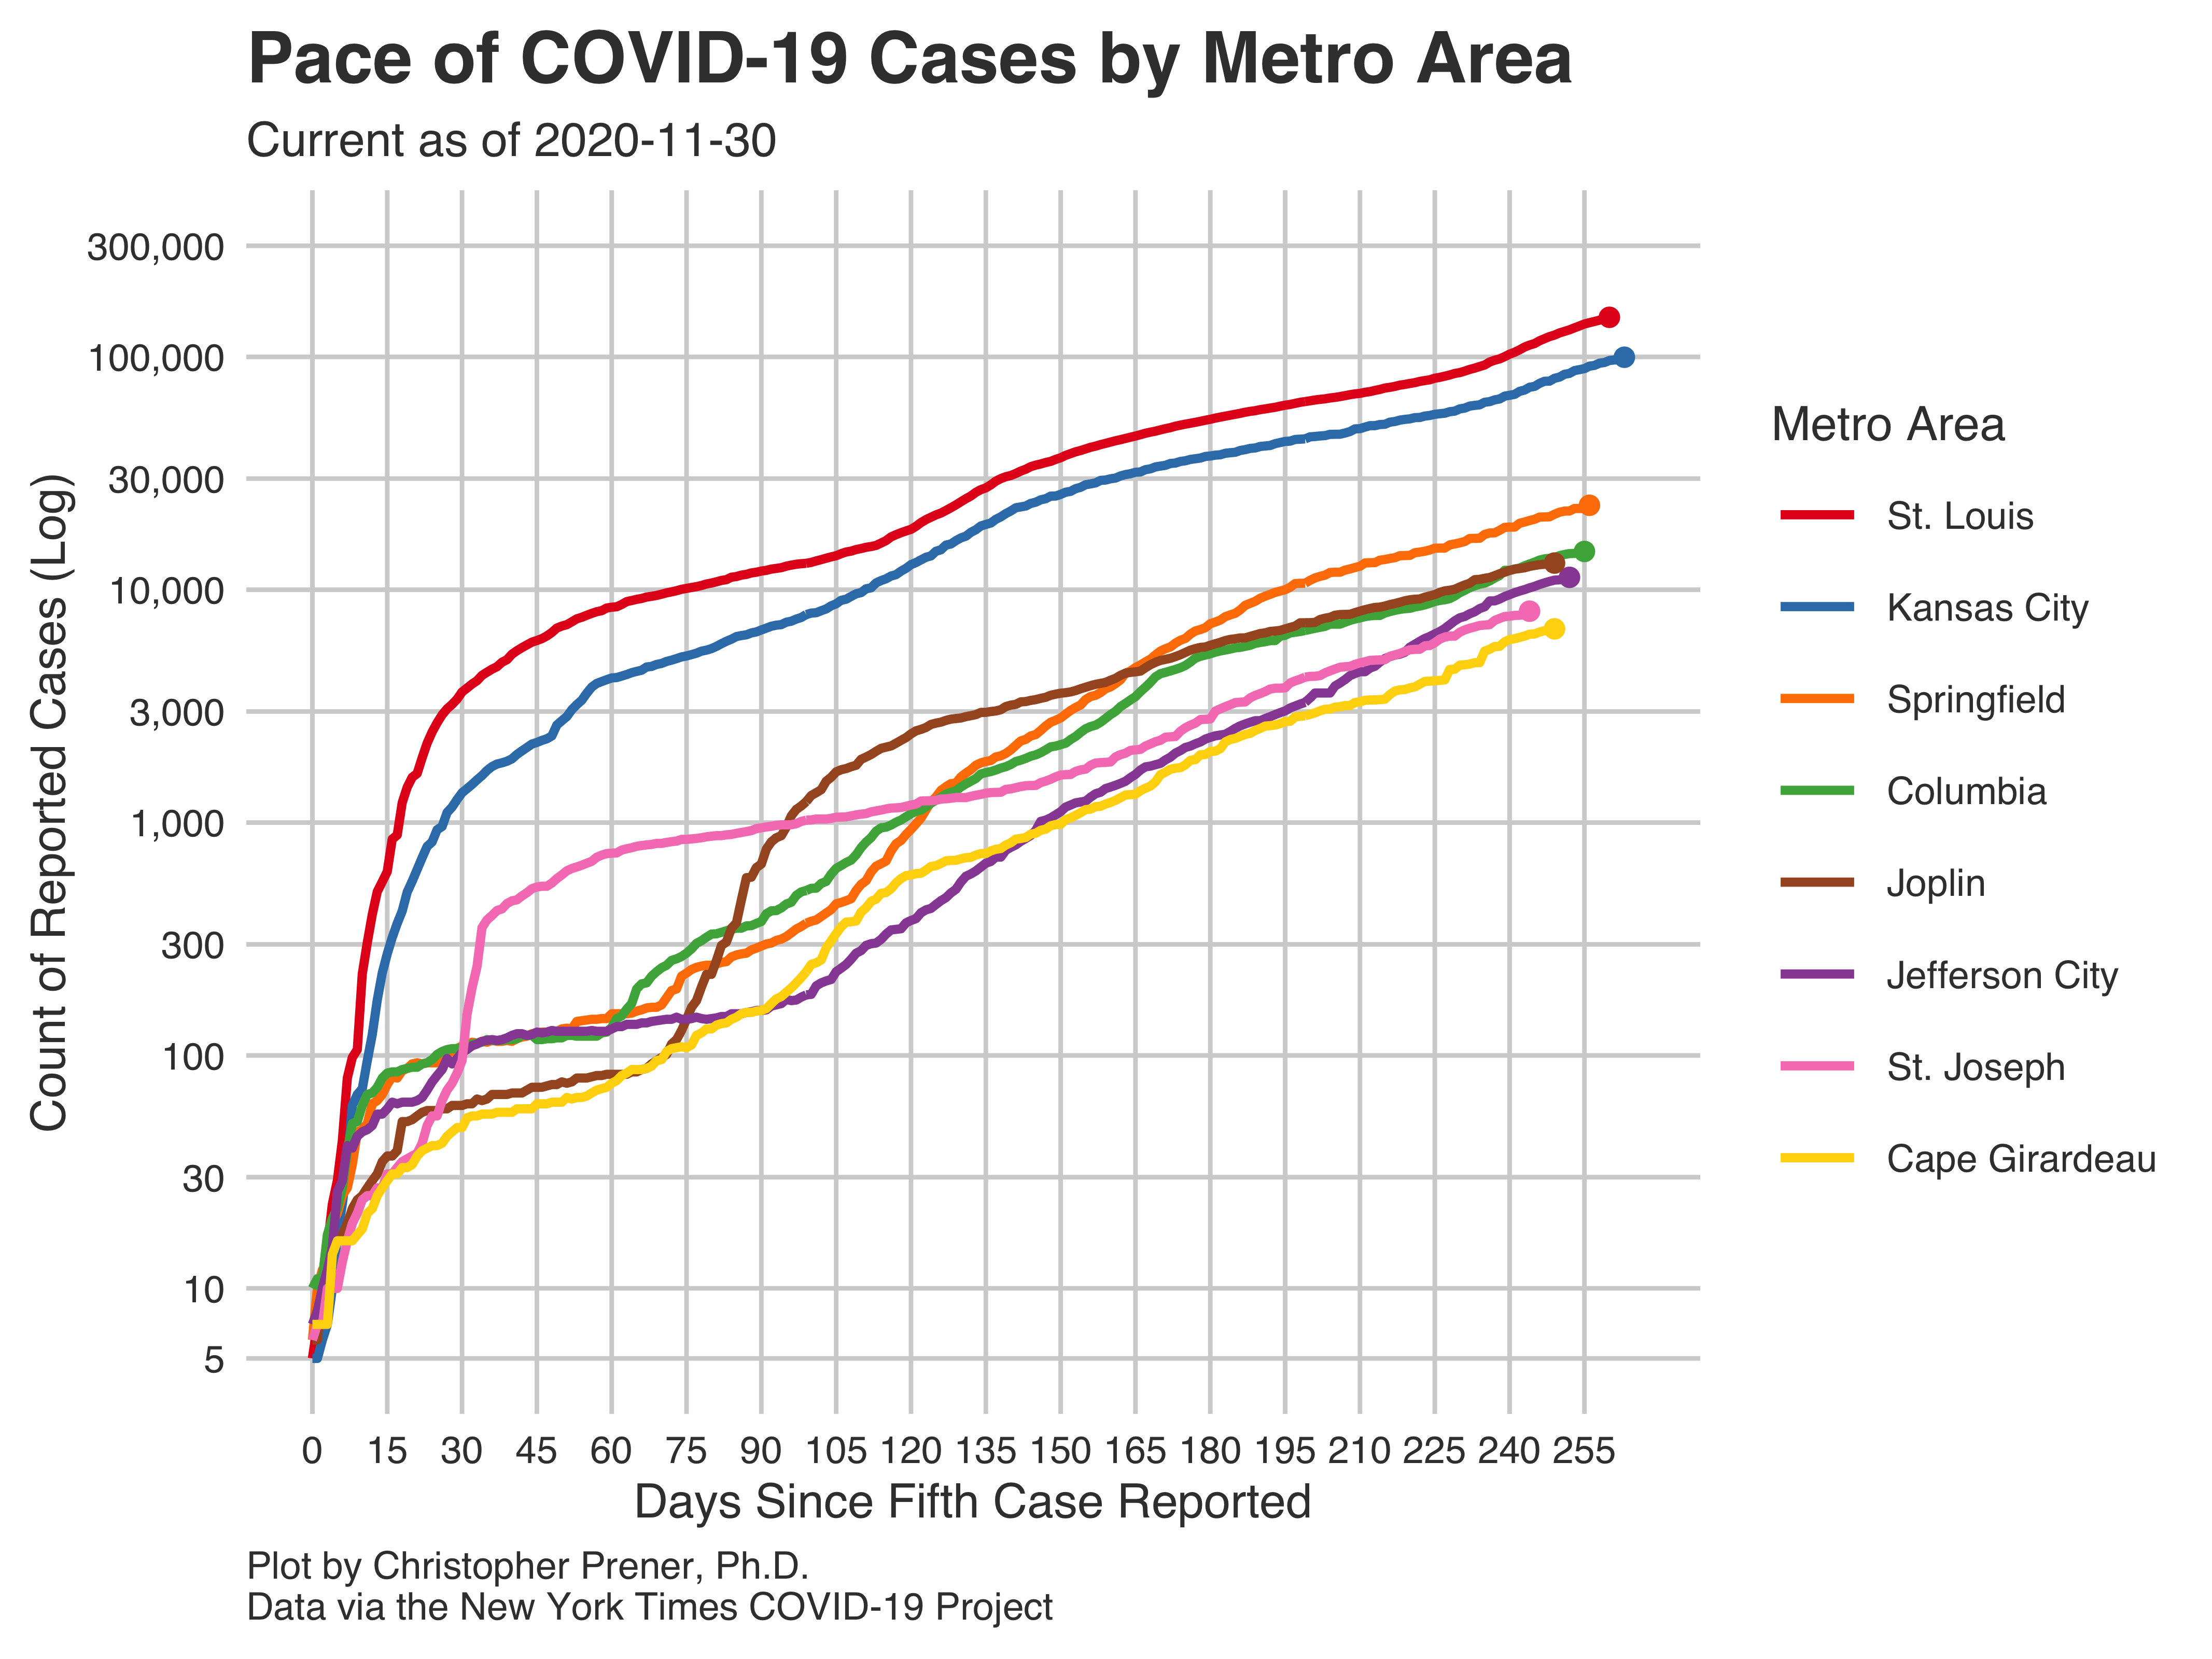 Pace of COVID-19 Cases by Metro Area
Current as of 2020-11-30
Count of Reported Cases (Log)
300,000
100,000
30,000
10,000
3,000
1,000
300
100
30
10
5
0 15 30 45 60 75 90 105 120 135 150 165 180 195 210 225 240 255
Days Since Fifth Case Reported
Metro Area
St. Louis
Kansas City
Springfield
Columbia
Joplin
Jefferson City
St. Joseph
Cape Girardeau
Plot by Christopher Prener, Ph.D.
Data via the New York Times COVID-19 Project